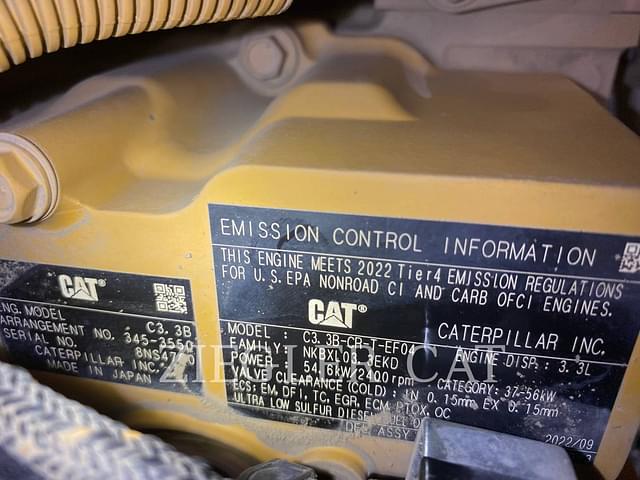 CAT
ENG. MODEL C3.3B
ARRANGEMENT NO. 345-3550
SERIAL NO.
CATERPILLAR INC.
MADE IN JAPAN
EMISSION CONTROL INFORMATION
THIS ENGINE MEETS 2022 Tier4 EMISSION REGULATIONS
FOR U.S. EPA NONROAD CI AND CARB OFCI ENGINES.
CAT CATERPILLAR INC.
MODEL : C3.3B-CR-T-EF04
FAMILY: NKBXL03.3EKD ENGINE DISP.: 3.3L
POWER : 54.6kW/2400rpm CATEGORY: 37-56kW
VALVE CLEARANCE (COLD): IN 0.15mm EX 0.15mm
ECS: EM, DFI, TC, EGR, ECM, PTOX, OC
ULTRA LOW SULFUR DIESEL
ASSY 2022/09
ZIEGLER CAT